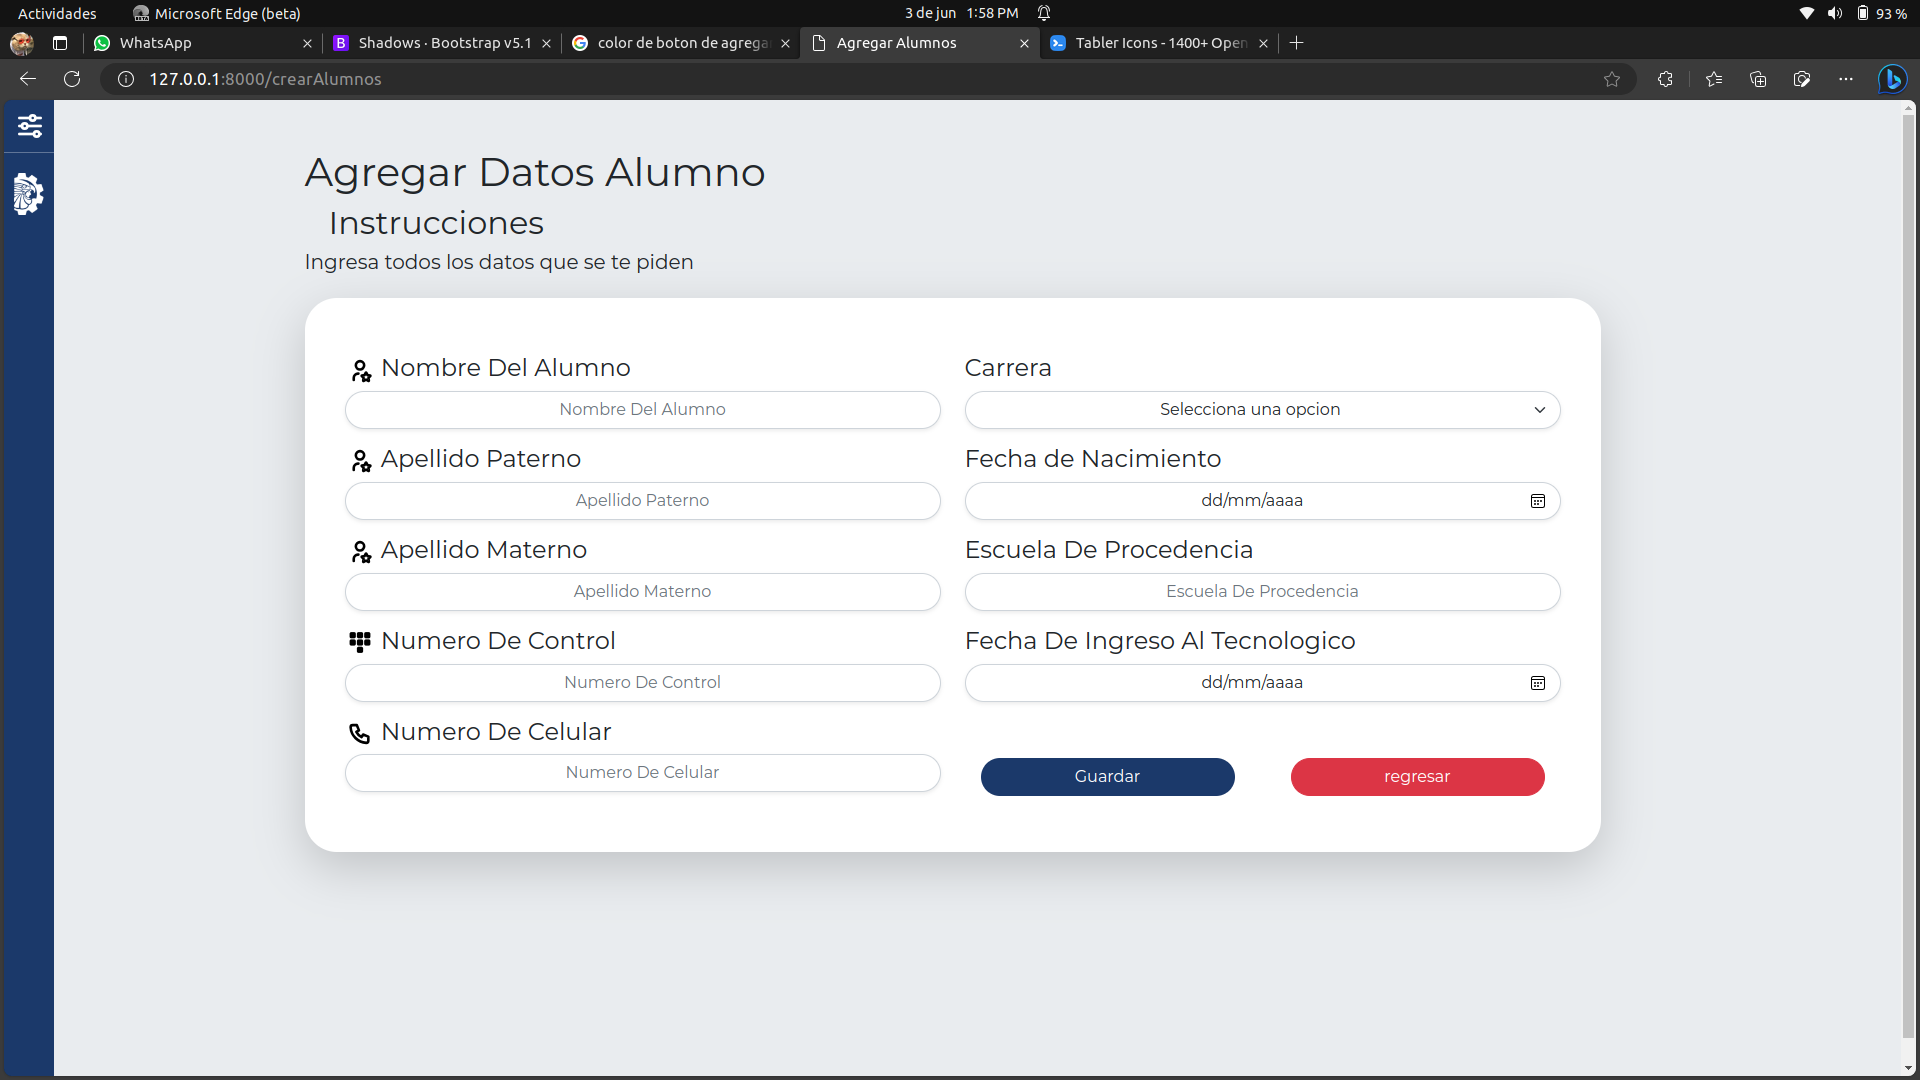 Actividades
Microsoft Edge (beta)
3 de jun 1:58 PM
93 %
WhatsApp
Shadows · Bootstrap v5.1
color de boton de agrega
Agregar Alumnos
Tabler Icons - 1400+ Open
127.0.0.1:8000/crearAlumnos
Agregar Datos Alumno
Instrucciones
Ingresa todos los datos que se te piden
Nombre Del Alumno
Nombre Del Alumno
Apellido Paterno
Apellido Paterno
Apellido Materno
Apellido Materno
Numero De Control
Numero De Control
Numero De Celular
Numero De Celular
Carrera
Selecciona una opcion
Fecha de Nacimiento
dd/mm/aaaa
Escuela De Procedencia
Escuela De Procedencia
Fecha De Ingreso Al Tecnologico
dd/mm/aaaa
Guardar
regresar